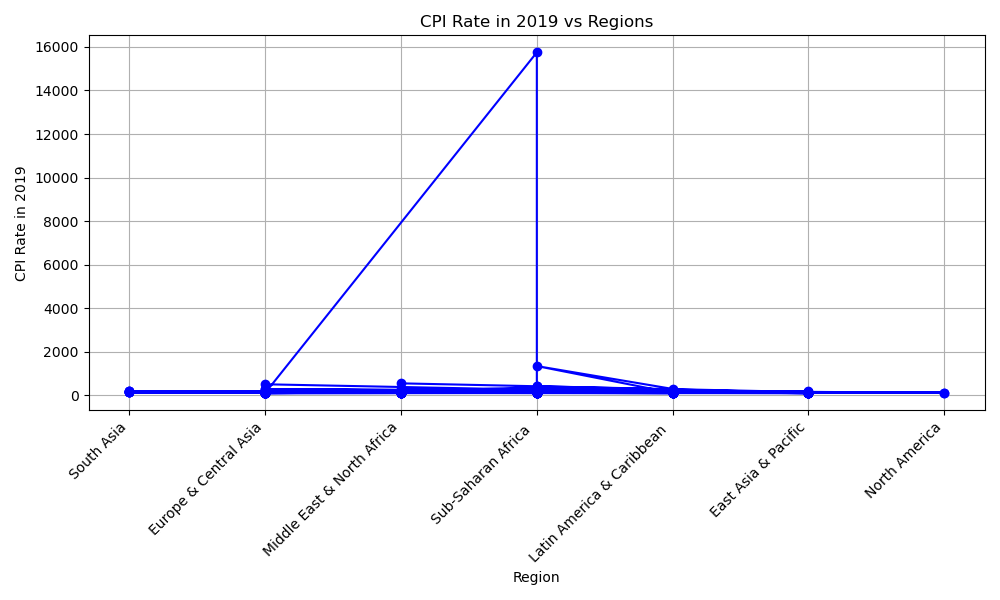 CPI Rate in 2019 vs Regions
16000
14000
12000
10000
8000
6000
4000
2000
0
CPI Rate in 2019
South Asia
Europe & Central Asia
Middle East & North Africa
Sub-Saharan Africa
Latin America & Caribbean
East Asia & Pacific
North America
Region